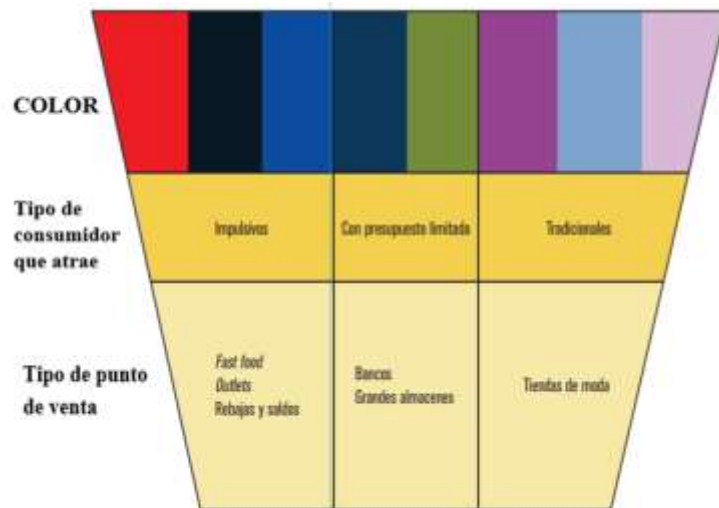 COLOR
Tipo de
consumidor
que atrae
Impulsivos
Con presupuesto limitado
Tradicionales
Tipo de punto
de venta
Fast food
Outlets
Rebajas y saldos
Bancos
Grandes almacenes
Tiendas de moda